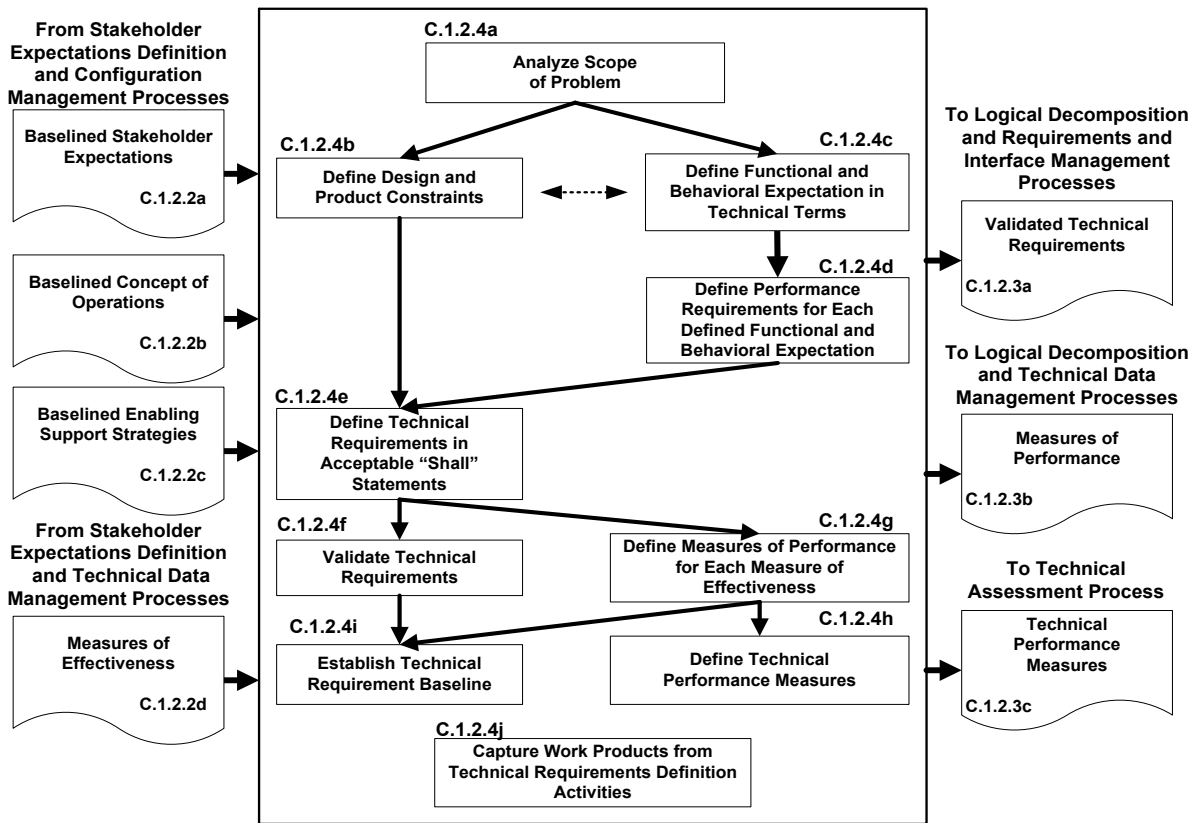 From Stakeholder
Expectations Definition
and Configuration
Management Processes
Baselined Stakeholder
Expectations
C.1.2.2a
Baselined Concept of
Operations
C.1.2.2b
Baselined Enabling
Support Strategies
C.1.2.2c
From Stakeholder
Expectations Definition
and Technical Data
Management Processes
Measures of
Effectiveness
C.1.2.2d
C.1.2.4a
Analyze Scope
of Problem
C.1.2.4b
Define Design and
Product Constraints
C.1.2.4c
Define Functional and
Behavioral Expectation in
Technical Terms
C.1.2.4d
Define Performance
Requirements for Each
Defined Functional and
Behavioral Expectation
C.1.2.4e
Define Technical
Requirements in
Acceptable “Shall”
Statements
C.1.2.4f
Validate Technical
Requirements
C.1.2.4g
Define Measures of Performance
for Each Measure of
Effectiveness
C.1.2.4h
Define Technical
Performance Measures
C.1.2.4i
Establish Technical
Requirement Baseline
C.1.2.4j
Capture Work Products from
Technical Requirements Definition
Activities
To Logical Decomposition
and Requirements and
Interface Management
Processes
Validated Technical
Requirements
C.1.2.3a
To Logical Decomposition
and Technical Data
Management Processes
Measures of
Performance
C.1.2.3b
To Technical
Assessment Process
Technical
Performance
Measures
C.1.2.3c